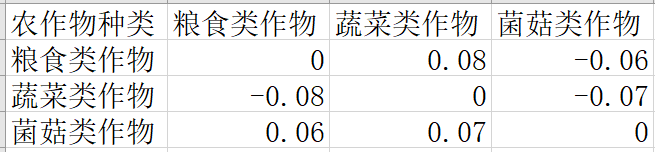 农作物种类 粮食类作物 蔬菜类作物 菌菇类作物
粮食类作物 0 0.08 -0.06
蔬菜类作物 -0.08 0 -0.07
菌菇类作物 0.06 0.07 0